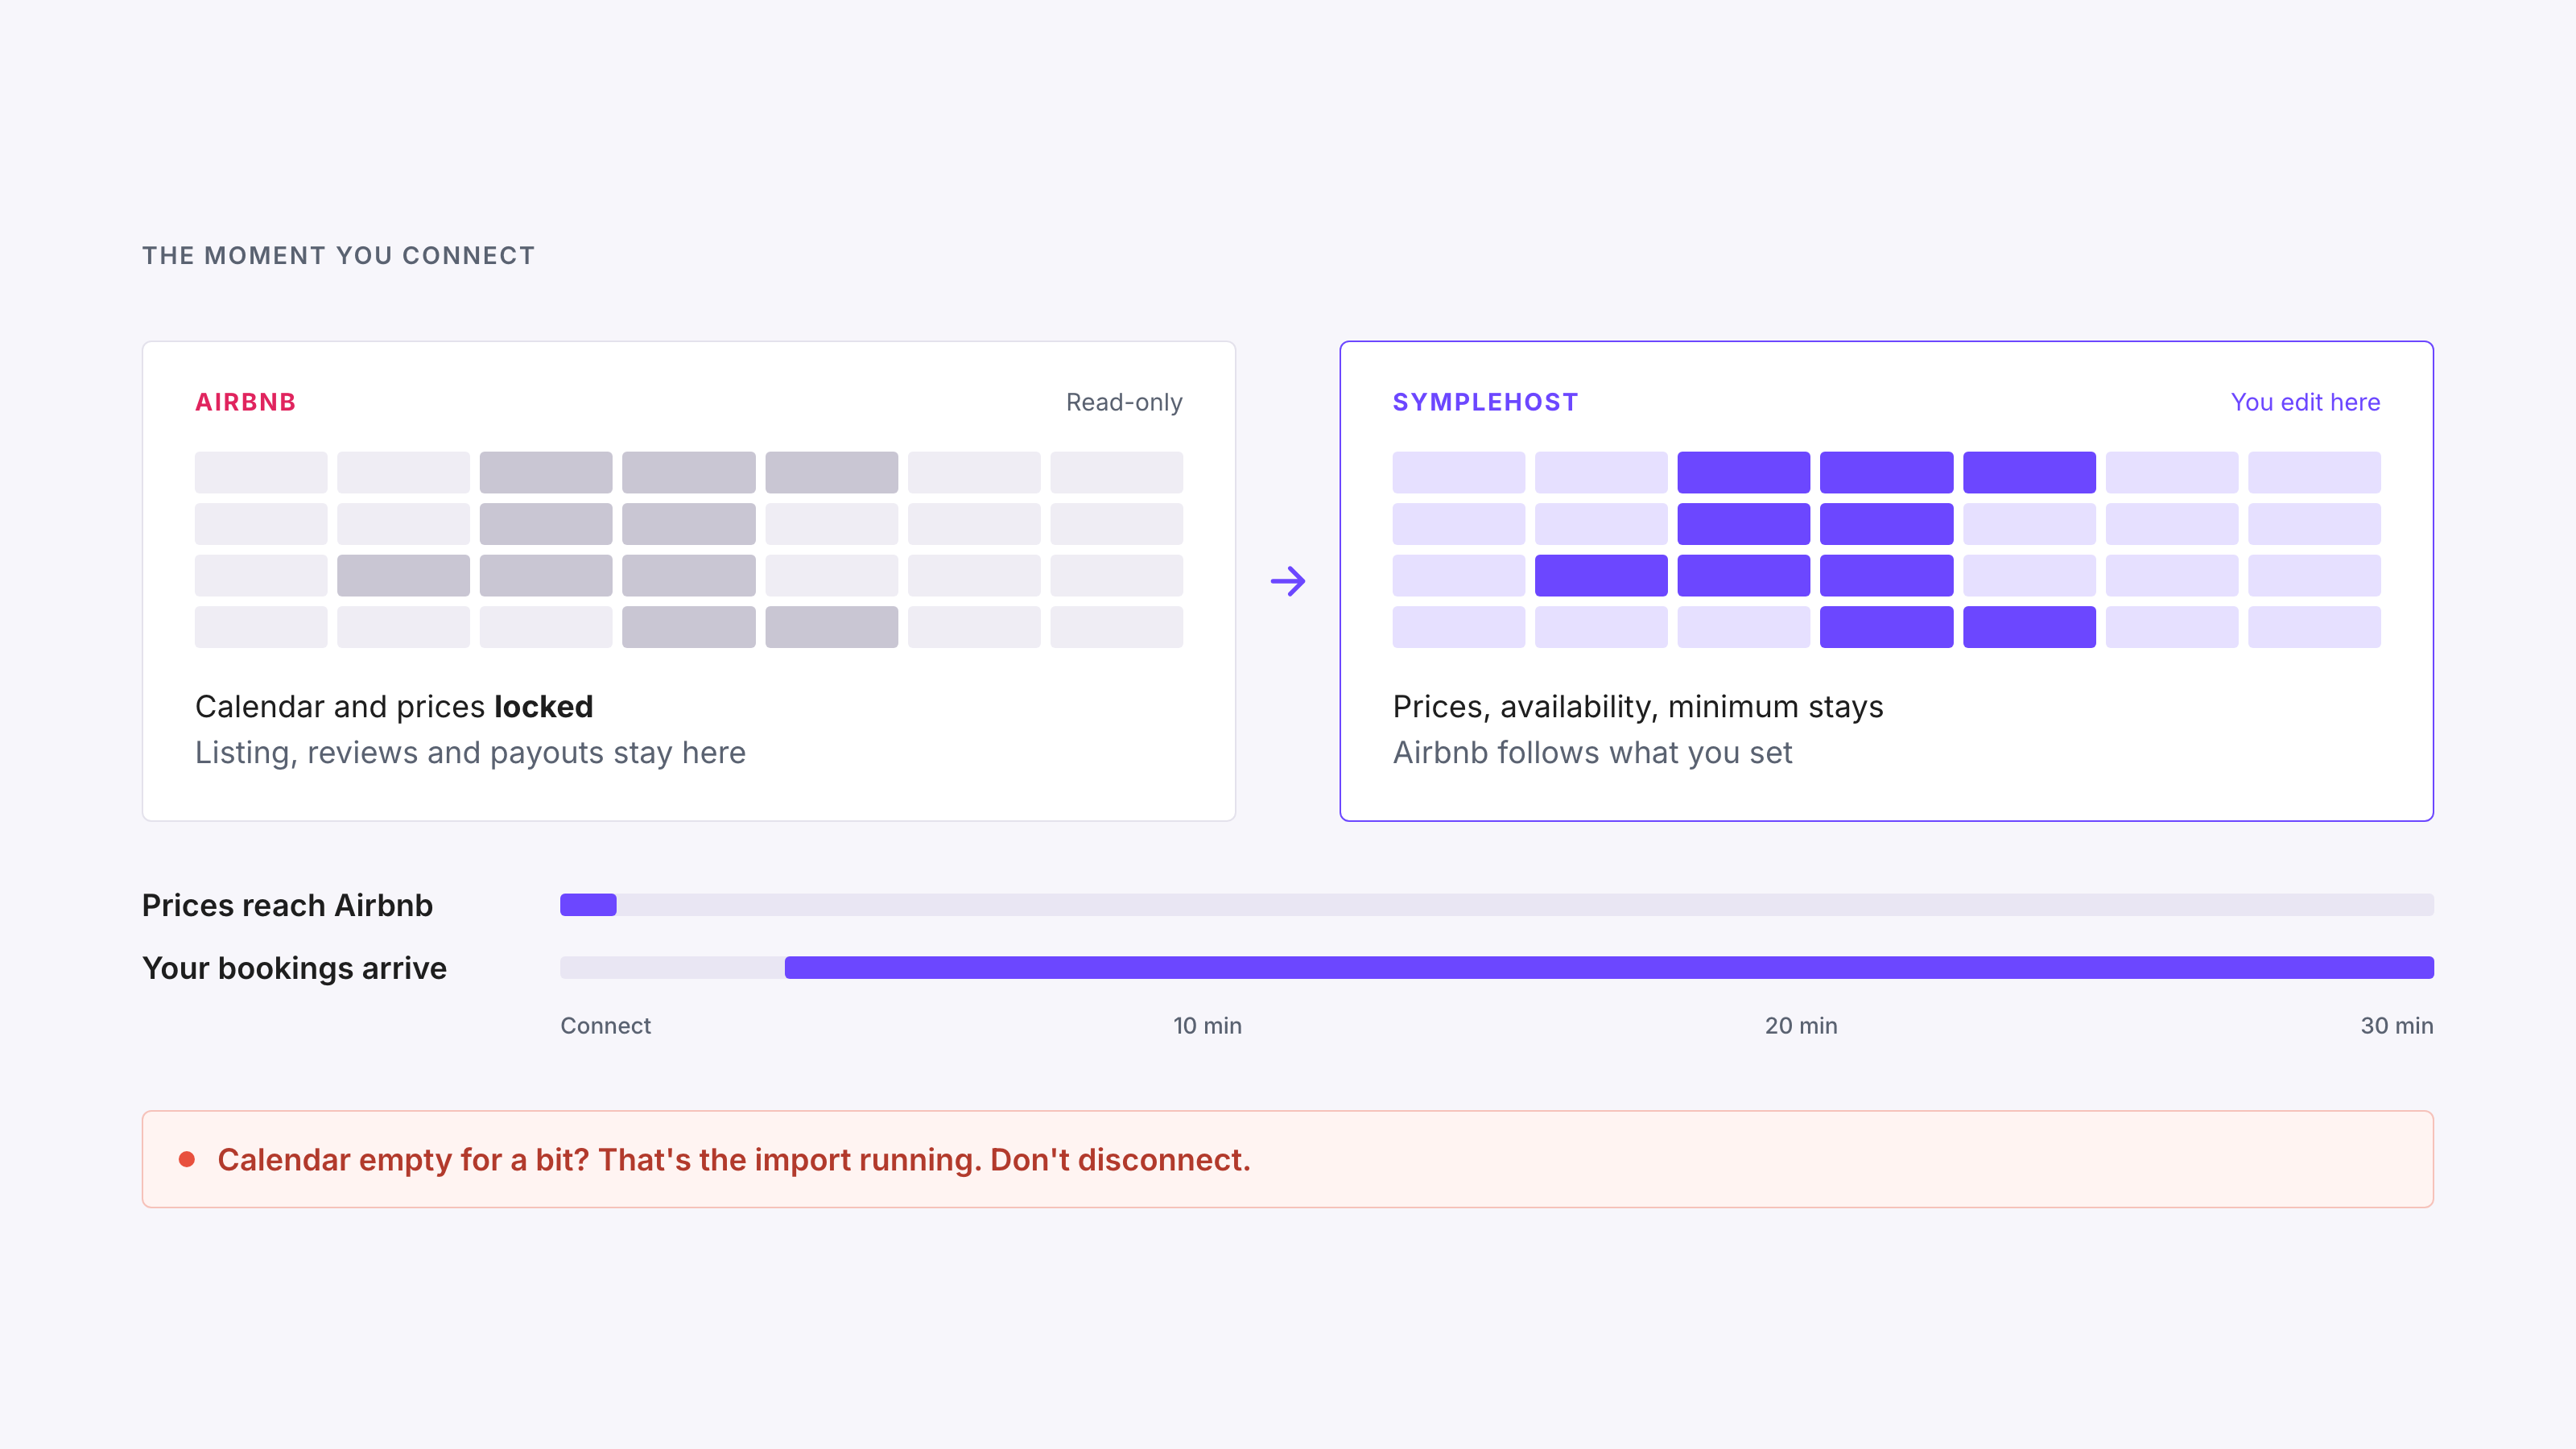 THE MOMENT YOU CONNECT
AIRBNB
Read-only
Calendar and prices locked
Listing, reviews and payouts stay here
SYMPLEHOST
You edit here
Prices, availability, minimum stays
Airbnb follows what you set
Prices reach Airbnb
Your bookings arrive
Connect
10 min
20 min
30 min
Calendar empty for a bit? That's the import running. Don't disconnect.